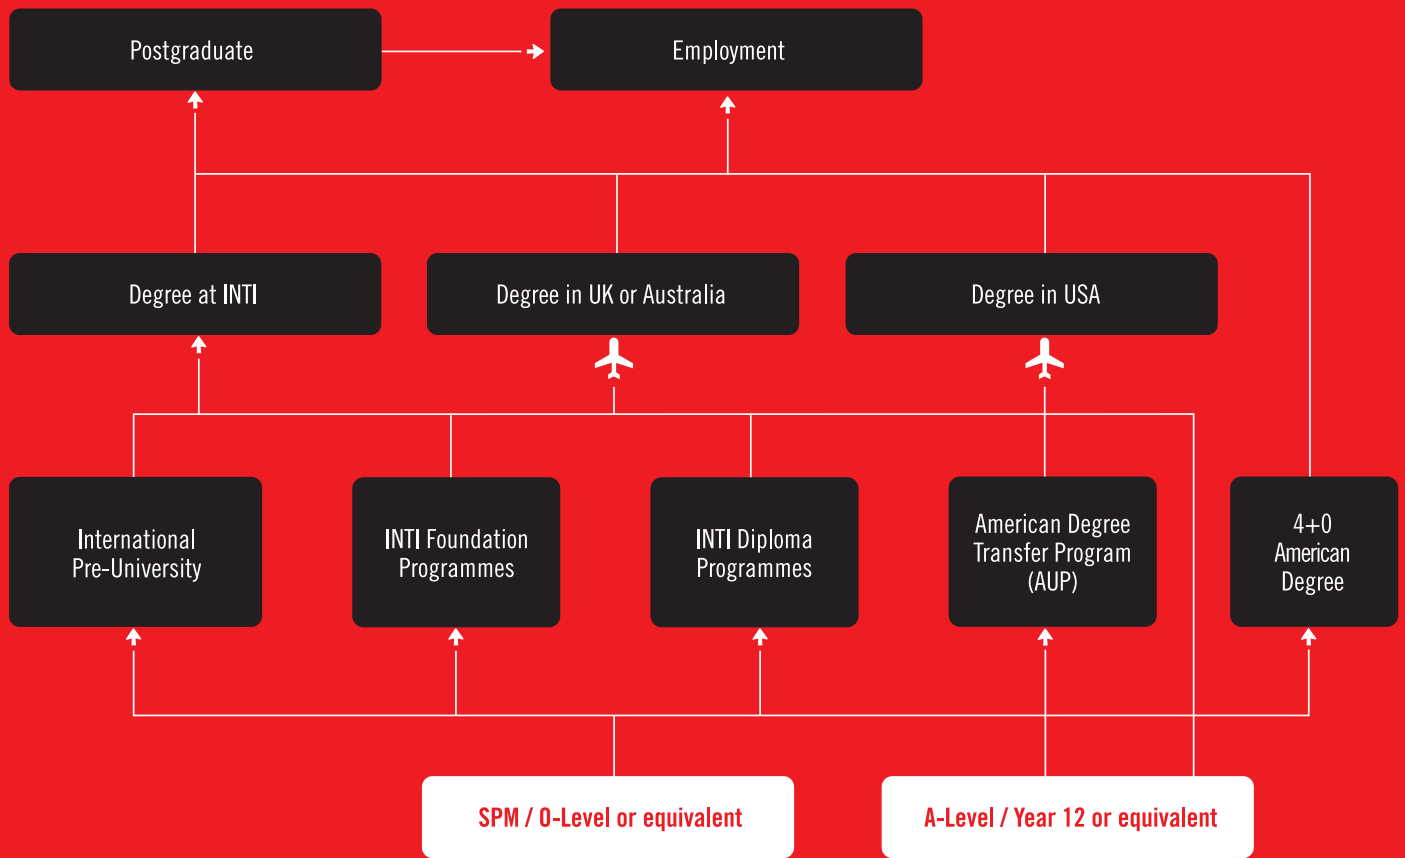 Postgraduate
Employment
Degree at INTI
Degree in UK or Australia
Degree in USA
International
Pre-University
INTI Foundation
Programmes
INTI Diploma
Programmes
American Degree
Transfer Program
(AUP)
4+0
American
Degree
SPM / O-Level or equivalent
A-Level / Year 12 or equivalent